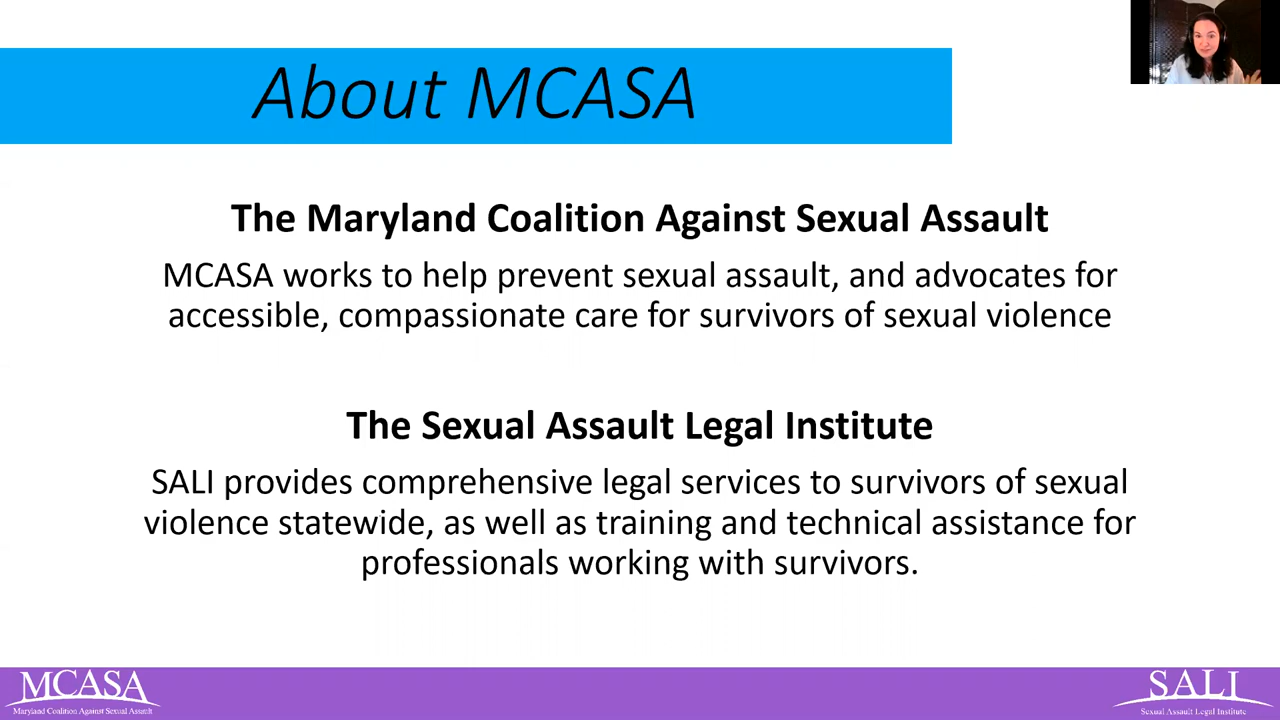 About MCASA
The Maryland Coalition Against Sexual Assault
MCASA works to help prevent sexual assault, and advocates for
accessible, compassionate care for survivors of sexual violence
The Sexual Assault Legal Institute
SALI provides comprehensive legal services to survivors of sexual
violence statewide, as well as training and technical assistance for
professionals working with survivors.
MCASA
Maryland Coalition Against Sexual Assault
SALI
Sexual Assault Legal Institute